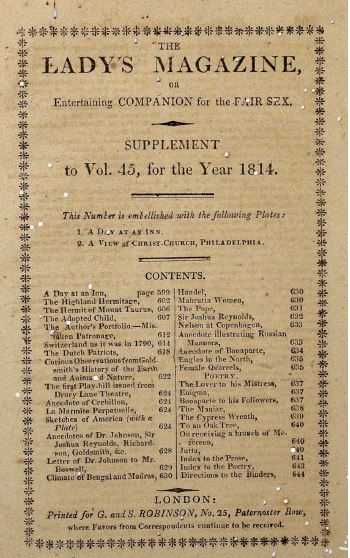 THE
LADY'S MAGAZINE,
OR
Entertaining COMPANION for the FAIR SEX.
SUPPLEMENT
to Vol. 45, for the Year 1814.
This Number is embellished with the following Plates:
1. A DAY AT AN INN.
2. A VIEW OF CHRIST-CHURCH, PHILADELPHIA.
CONTENTS.
A Day at an Inn, page 599
The Highland Hermitage, 602
The Hermit of Mount Taurus, 606
The Adopted Child, 607
The Author's Portfolio.—Mis-
taken Patronage, 612
Switzerland as it was in 1790, 614
The Dutch Patriots, 618
Curious Observations from Gold-
smith's History of the Earth
and Animated Nature, 622
The first Playbill issued from
Drury Lane Theatre, 624
Anecdote of Crebillon, 624
La Marmite Perpetuelle, 624
Sketches of America (with a
Plate) 624
Anecdotes of Dr. Johnson, Sir
Joshua Reynolds, Richard-
son, Goldsmith, &c. 628
Letter of Dr. Johnson to Mr.
Boswell, 629
Climate of Bengal and Madras, 630
Handel, 630
Mahratta Women, 630
The Pope, 631
Sir Joshua Reynolds, 632
Nelson at Copenhagen, 633
Anecdote illustrating Russian
Manners, 633
Anecdote of Bonaparte, 634
Eagles in the North, 635
Female Quarrels, 635
POETRY.
The Lover to his Mistress, 637
Enigma, 637
Bonaparte to his Followers, 637
The Maniac, 638
The Cypress Wreath, 639
To an Oak Tree, 640
On receiving a branch of Me-
zereon, 640
Jutta,
Index to the Prose, 641
Index to the Poetry, 643
Directions to the Binders, 644
LONDON:
Printed for G. and S. ROBINSON, No. 25, Paternoster Row,
where Favors from Correspondents continue to be received.